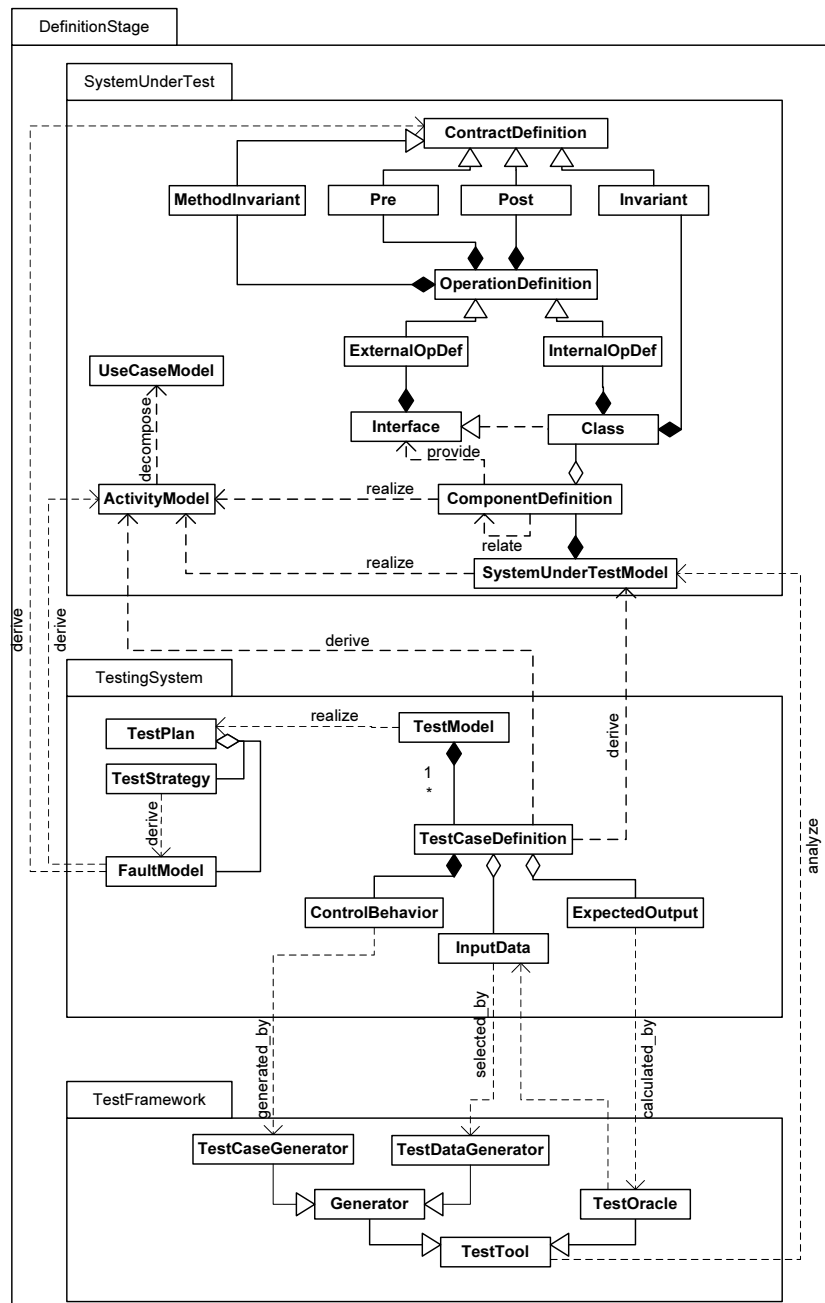 DefinitionStage
SystemUnderTest
ContractDefinition
MethodInvariant
Pre
Post
Invariant
OperationDefinition
ExternalOpDef
InternalOpDef
UseCaseModel
decompose
Interface
Class
provide
ActivityModel
realize
ComponentDefinition
relate
realize
SystemUnderTestModel
derive
derive
derive
TestingSystem
realize
TestPlan
TestModel
derive
TestStrategy
1
*
derive
TestCaseDefinition
analyze
FaultModel
ControlBehavior
ExpectedOutput
InputData
generated_by
selected_by
calculated_by
TestFramework
TestCaseGenerator
TestDataGenerator
Generator
TestOracle
TestTool